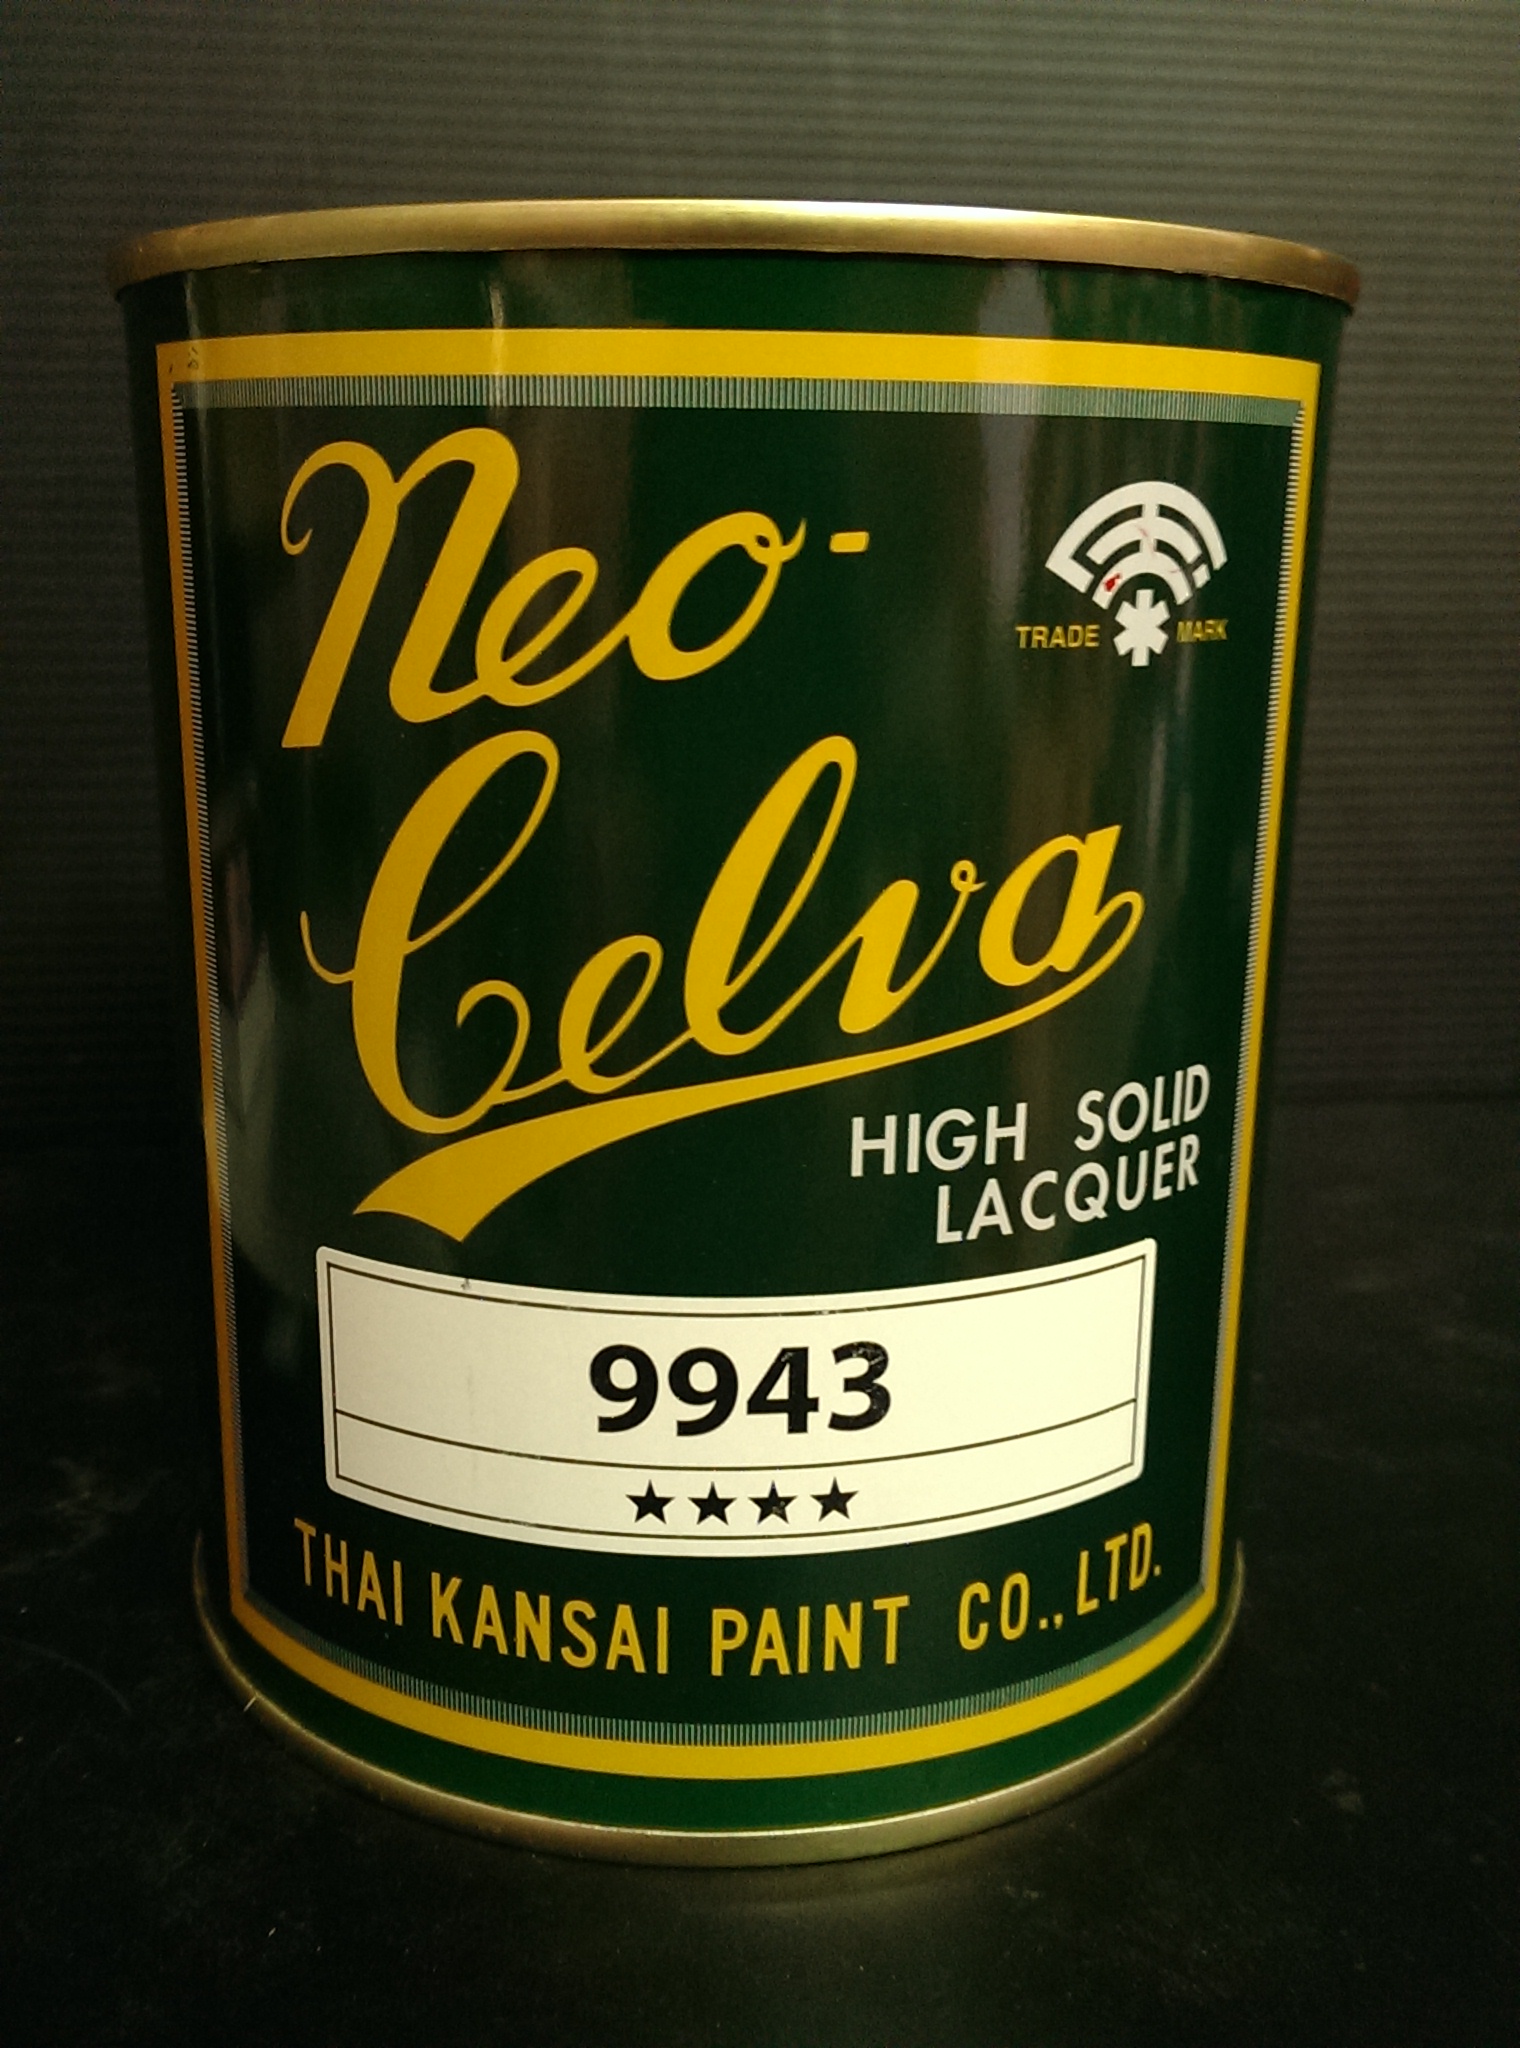 Neo-
Celva
TRADE MARK
HIGH SOLID
LACQUER
9943
★★★★
THAI KANSAI PAINT CO., LTD.